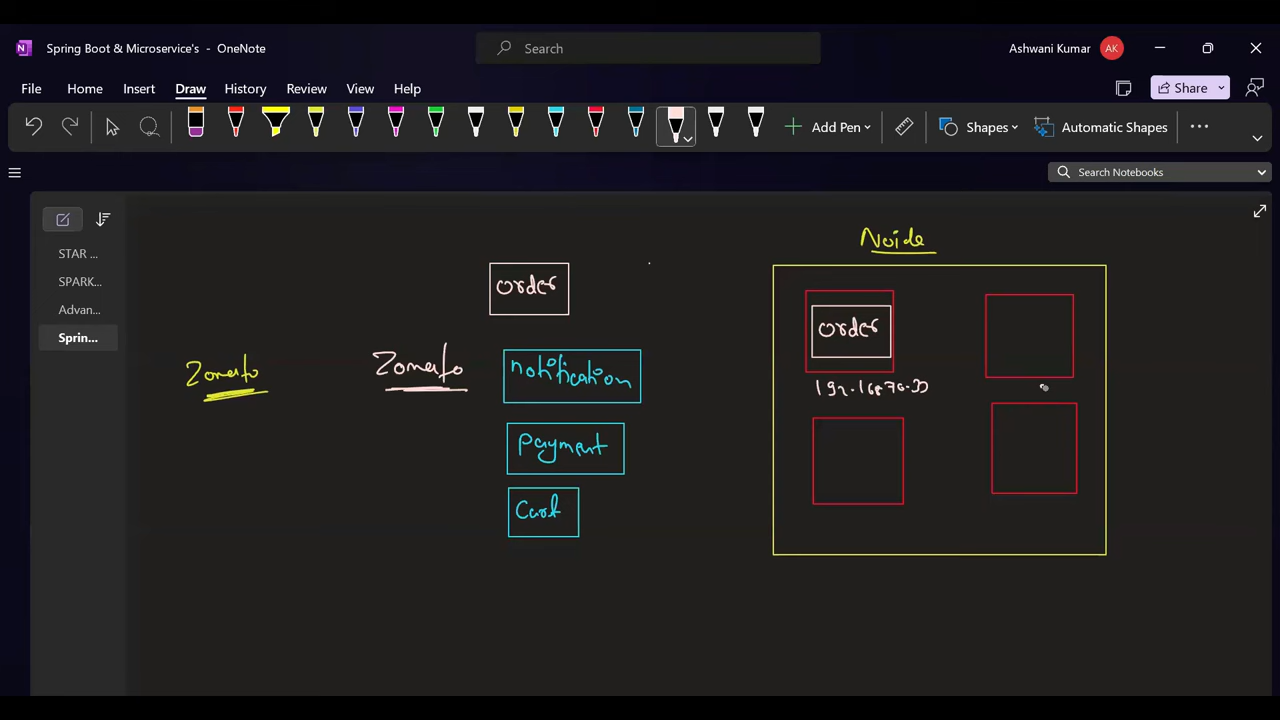 Spring Boot & Microservice's - OneNote
Search
Ashwani Kumar AK
File Home Insert Draw History Review View Help
Share
Add Pen
Shapes
Automatic Shapes
Search Notebooks
STAR ...
SPARK...
Advan...
Sprin...
Noida
order
order
Zomato
Zomato
notification
payment
Cart